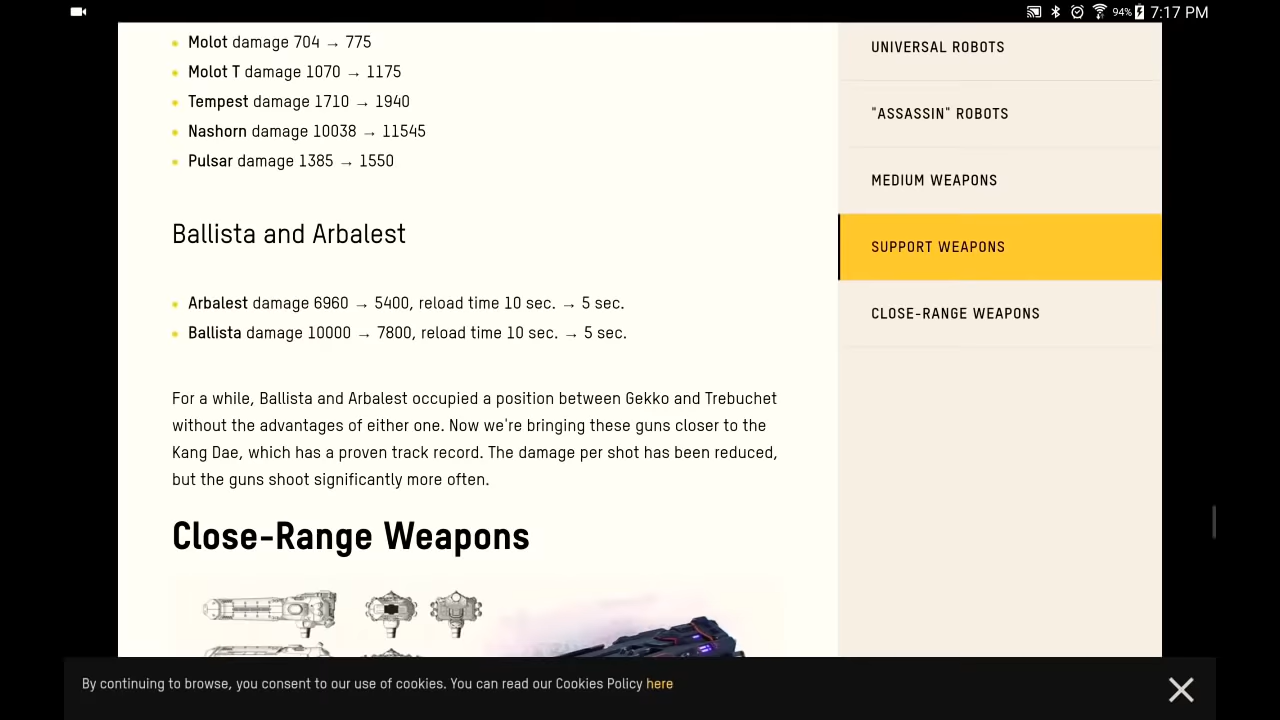 94% 7:17 PM
Molot damage 704 → 775
Molot T damage 1070 → 1175
Tempest damage 1710 → 1940
Nashorn damage 10038 → 11545
Pulsar damage 1385 → 1550
Ballista and Arbalest
Arbalest damage 6960 → 5400, reload time 10 sec. → 5 sec.
Ballista damage 10000 → 7800, reload time 10 sec. → 5 sec.
For a while, Ballista and Arbalest occupied a position between Gekko and Trebuchet
without the advantages of either one. Now we're bringing these guns closer to the
Kang Dae, which has a proven track record. The damage per shot has been reduced,
but the guns shoot significantly more often.
Close-Range Weapons
UNIVERSAL ROBOTS
"ASSASSIN" ROBOTS
MEDIUM WEAPONS
SUPPORT WEAPONS
CLOSE-RANGE WEAPONS
By continuing to browse, you consent to our use of cookies. You can read our Cookies Policy here